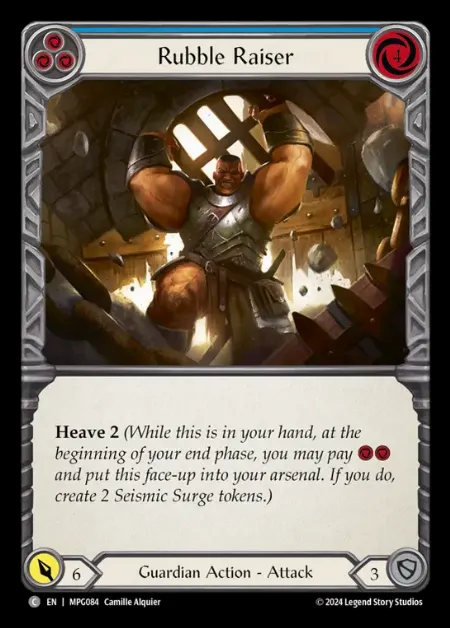 Rubble Raiser
4
Heave 2 (While this is in your hand, at the
beginning of your end phase, you may pay
and put this face-up into your arsenal. If you do,
create 2 Seismic Surge tokens.)
6
Guardian Action - Attack
3
C EN | MPG084 Camille Alquier
© 2024 Legend Story Studios